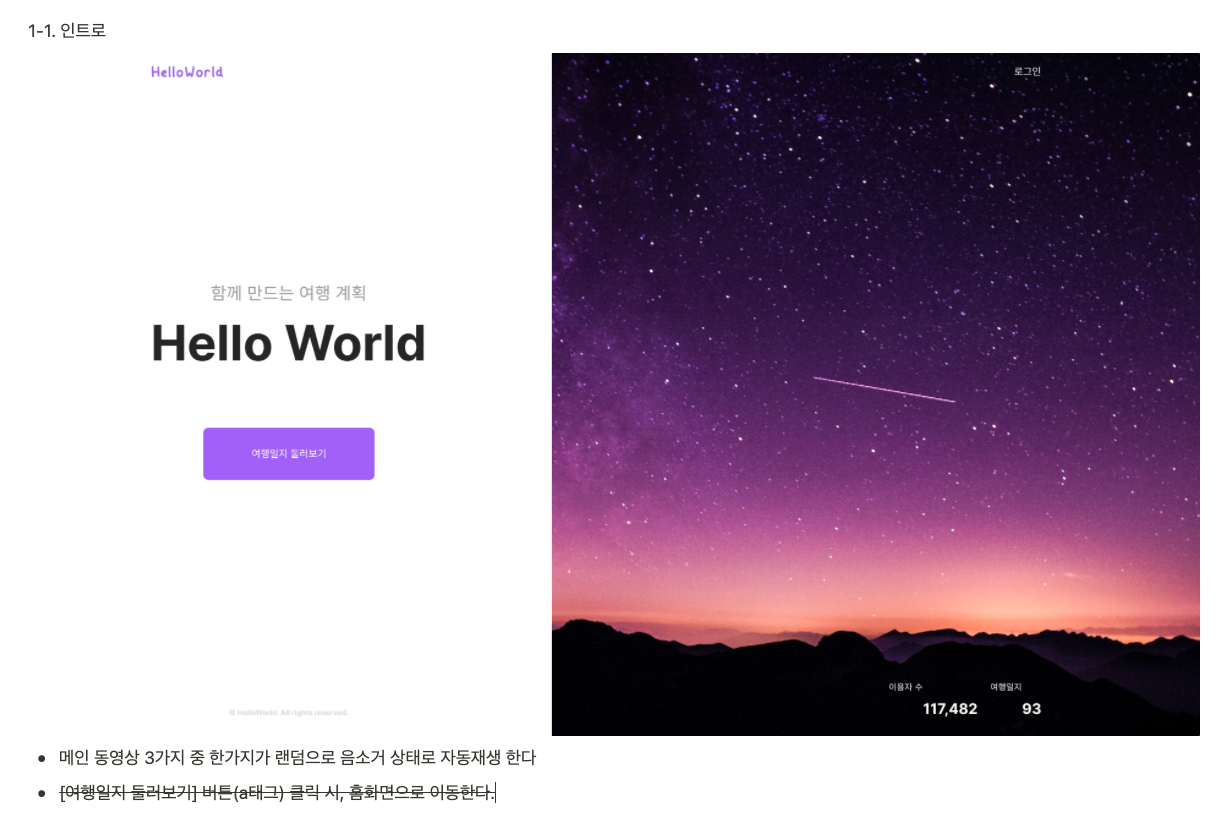 1-1. 인트로
HelloWorld
로그인
함께 만드는 여행 계획
Hello World
여행일지 둘러보기
이용자 수
여행일지
117,482
93
© HelloWorld. All rights reserved.
• 메인 동영상 3가지 중 한가지가 랜덤으로 음소거 상태로 자동재생 한다
• [여행일지 둘러보기] 버튼(a태그) 클릭 시, 홈화면으로 이동한다.